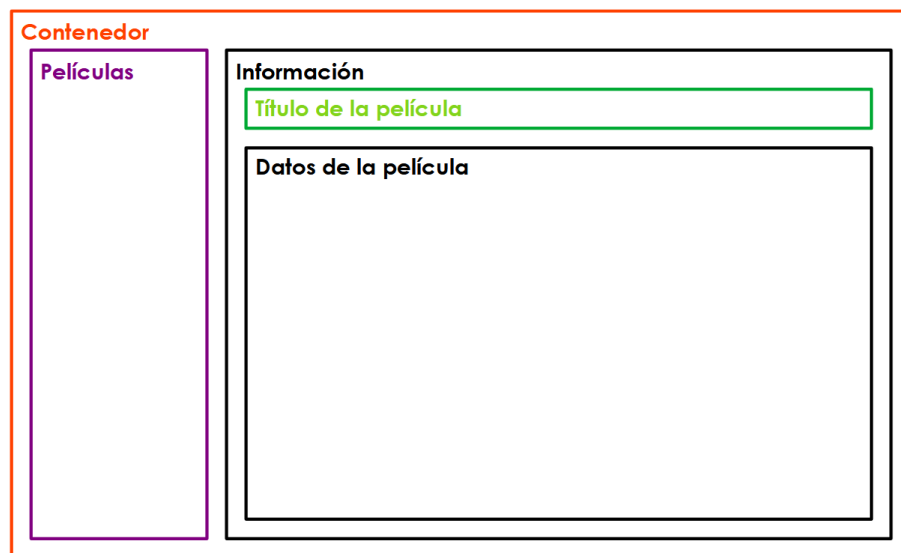 Contenedor
Películas
Información
Título de la película
Datos de la película